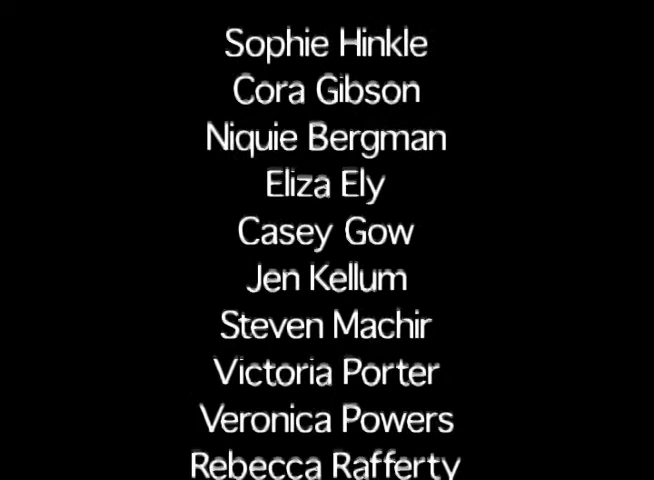 Sophie Hinkle
Cora Gibson
Niquie Bergman
Eliza Ely
Casey Gow
Jen Kellum
Steven Machir
Victoria Porter
Veronica Powers
Rebecca Rafferty